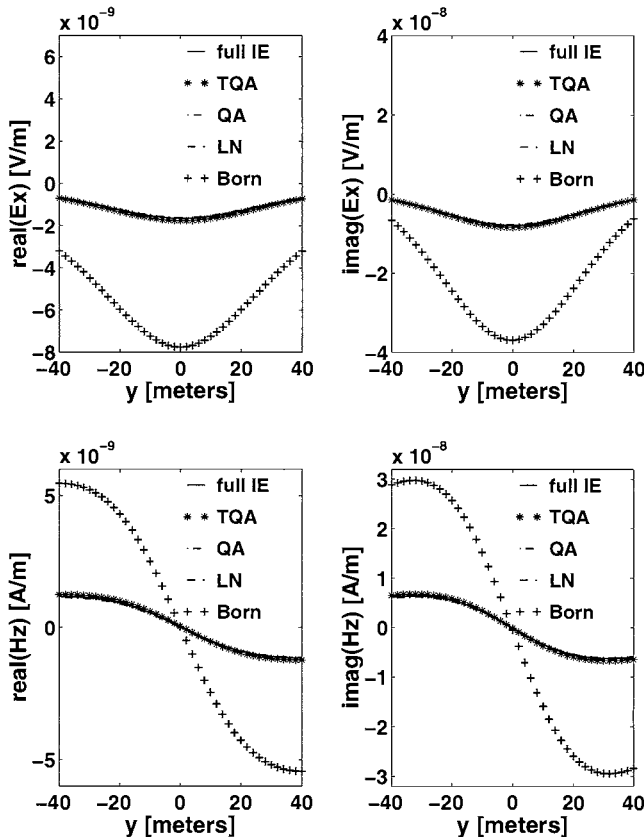 x 10^-9
real(Ex) [V/m]
6
4
2
0
−2
−4
−6
−8
full IE
TQA
QA
LN
Born
−40 −20 0 20 40
y [meters]
x 10^-8
imag(Ex) [V/m]
4
2
0
−2
−4
full IE
TQA
QA
LN
Born
−40 −20 0 20 40
y [meters]
x 10^-9
real(Hz) [A/m]
5
0
−5
full IE
TQA
QA
LN
Born
−40 −20 0 20 40
y [meters]
x 10^-8
imag(Hz) [A/m]
3
2
1
0
−1
−2
−3
full IE
TQA
QA
LN
Born
−40 −20 0 20 40
y [meters]